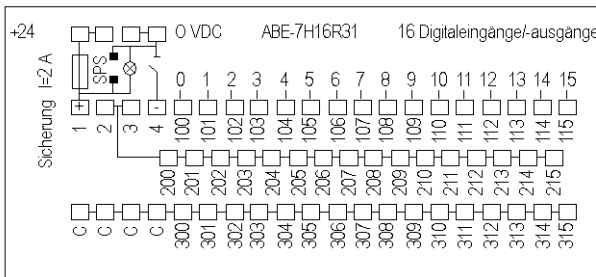 +24 0 VDC ABE-7H16R31 16 Digitaleingänge/-ausgänge
Sicherung I=2 A
SPS
0 1 2 3 4 5 6 7 8 9 10 11 12 13 14 15
+ -
1 2 3 4 100 101 102 103 104 105 106 107 108 109 110 111 112 113 114 115
200 201 202 203 204 205 206 207 208 209 210 211 212 213 214 215
C C C C 300 301 302 303 304 305 306 307 308 309 310 311 312 313 314 315